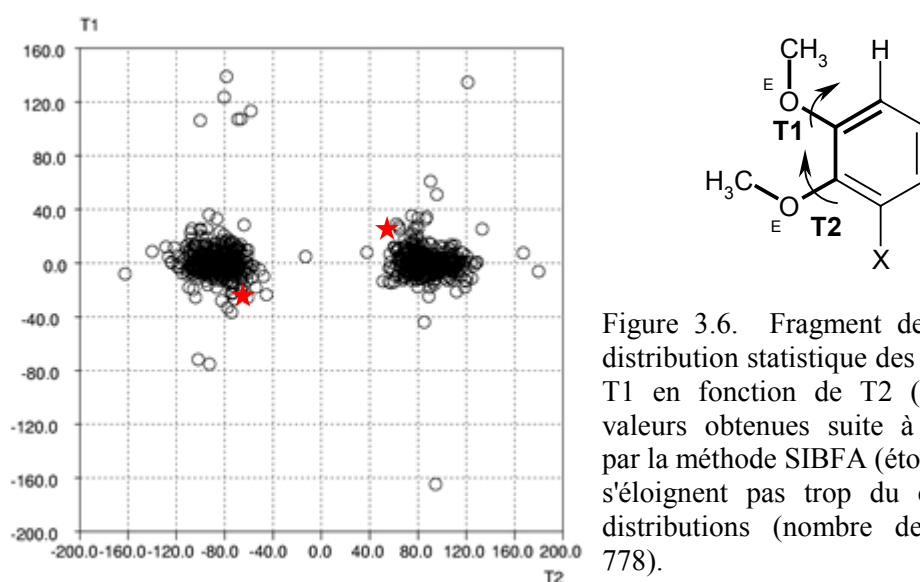 T1
160.0
120.0
80.0
40.0
0.0
-40.0
-80.0
-120.0
-160.0
-200.0
-200.0 -120.0 -160.0 -80.0 -40.0 0.0 40.0 80.0 120.0 160.0 200.0
T2
CH3
H
E
O
T1
H3C
O
E
T2
X
Figure 3.6. Fragment de
distribution statistique des
T1 en fonction de T2 (
valeurs obtenues suite à
par la méthode SIBFA (éto
s'éloignent pas trop du
distributions (nombre de
778).